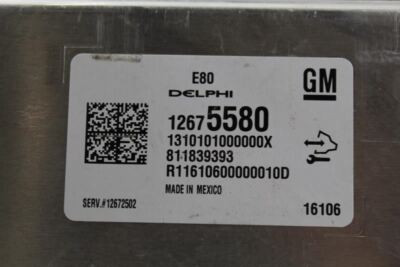 E80
DELPHI
GM
12675580
1310101000000X
811839393
R11610600000010D
MADE IN MEXICO
SERV.#12672502
16106